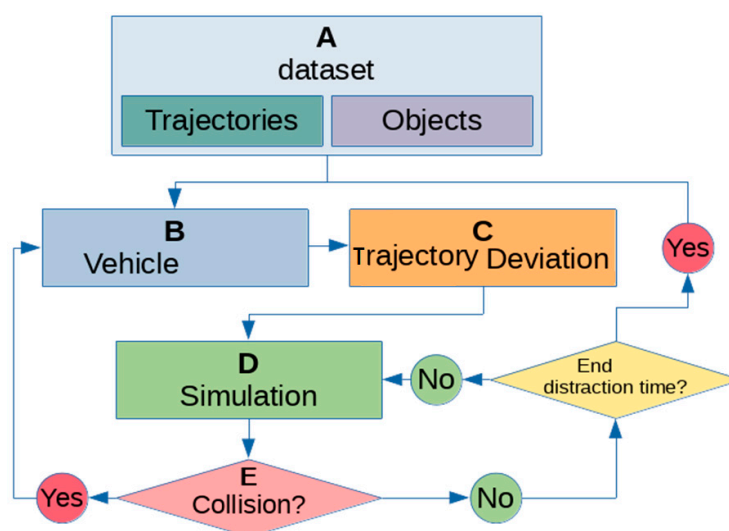 A
dataset
Trajectories
Objects
B
Vehicle
C
Trajectory Deviation
Yes
D
Simulation
No
End
distraction time?
E
Collision?
Yes
No